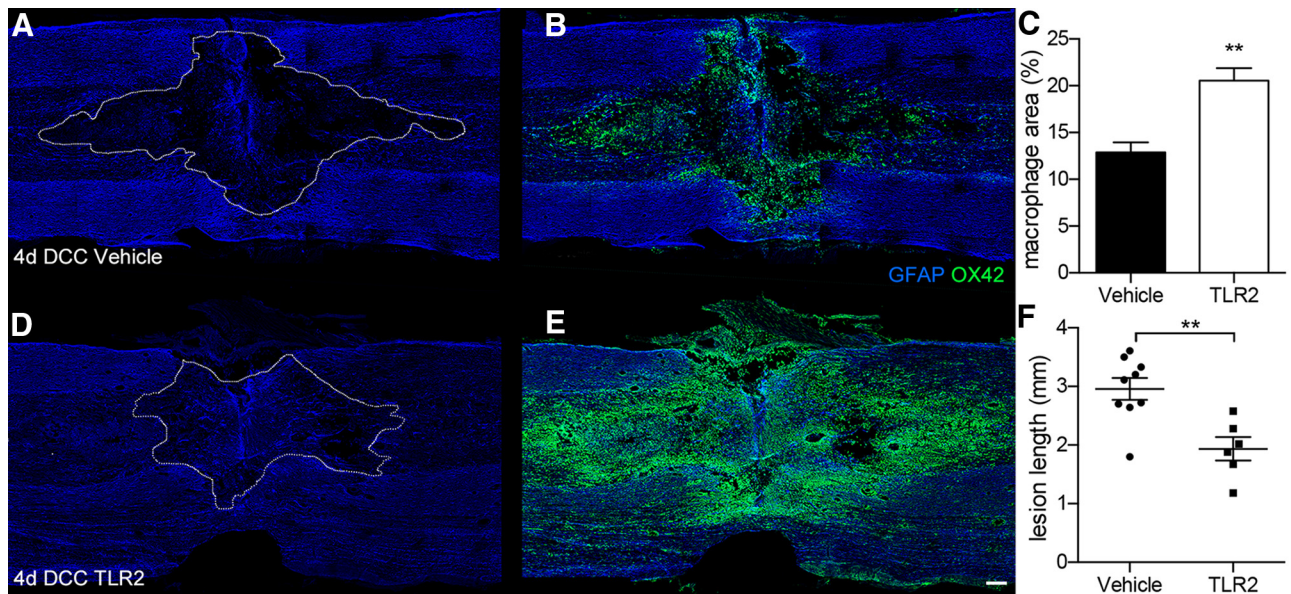 A
4d DCC Vehicle
B
GFAP OX42
C
macrophage area (%)
25
20
15
10
5
0
**
Vehicle TLR2
D
4d DCC TLR2
E
F
lesion length (mm)
4
3
2
1
0
**
Vehicle TLR2